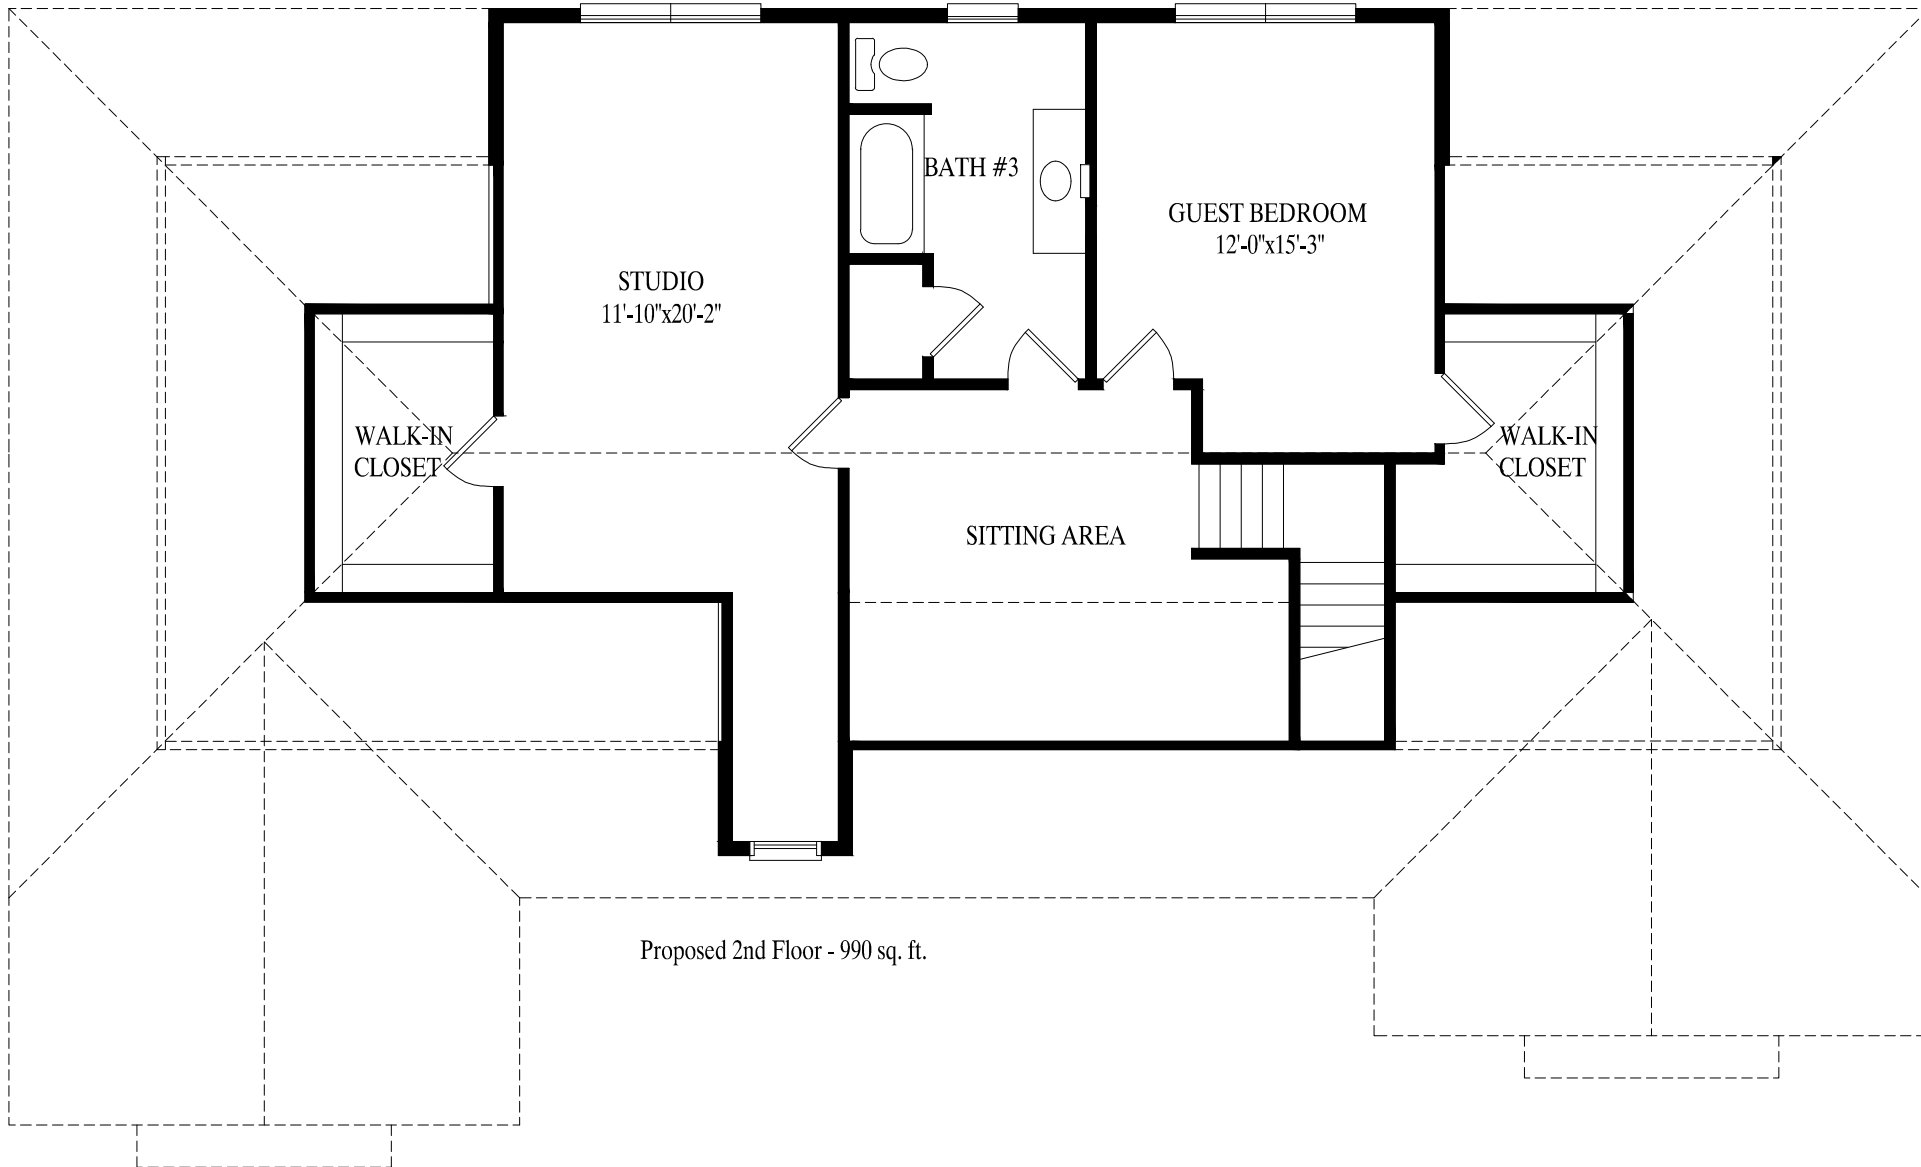 BATH #3
GUEST BEDROOM
12'-0"x15'-3"
STUDIO
11'-10"x20'-2"
WALK-IN
CLOSET
WALK-IN
CLOSET
SITTING AREA
Proposed 2nd Floor - 990 sq. ft.